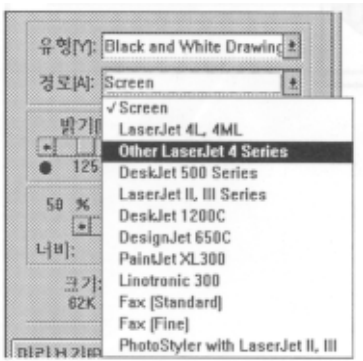 유형[Y]: Black and White Drawing
경로[A]: Screen
밝기
✓Screen
LaserJet 4L, 4ML
Other LaserJet 4 Series
125
DeskJet 500 Series
LaserJet II, III Series
50 %
DeskJet 1200C
DesignJet 650C
너비:
PaintJet XL300
크기:
Linotronic 300
62K
Fax (Standard)
Fax (Fine)
PhotoStyler with LaserJet II, III